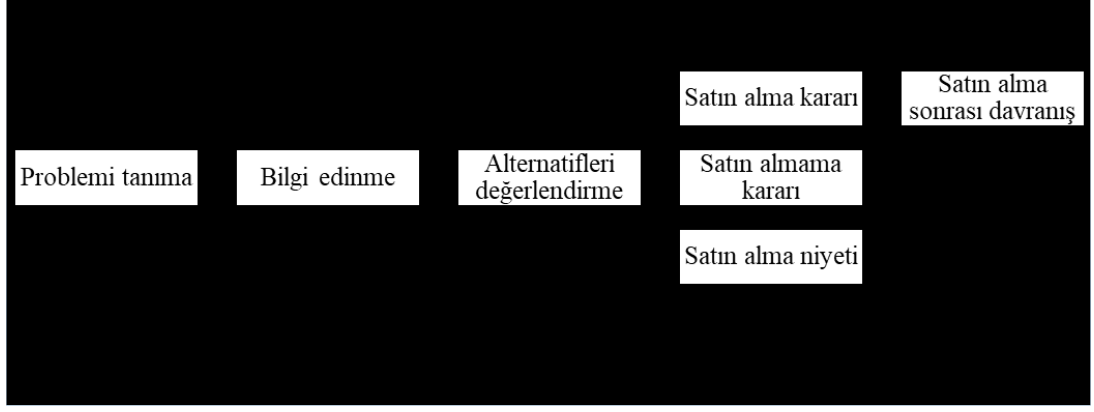 Satın alma kararı
Satın alma
sonrası davranış
Problemi tanıma
Bilgi edinme
Alternatifleri
değerlendirme
Satın almama
kararı
Satın alma niyeti